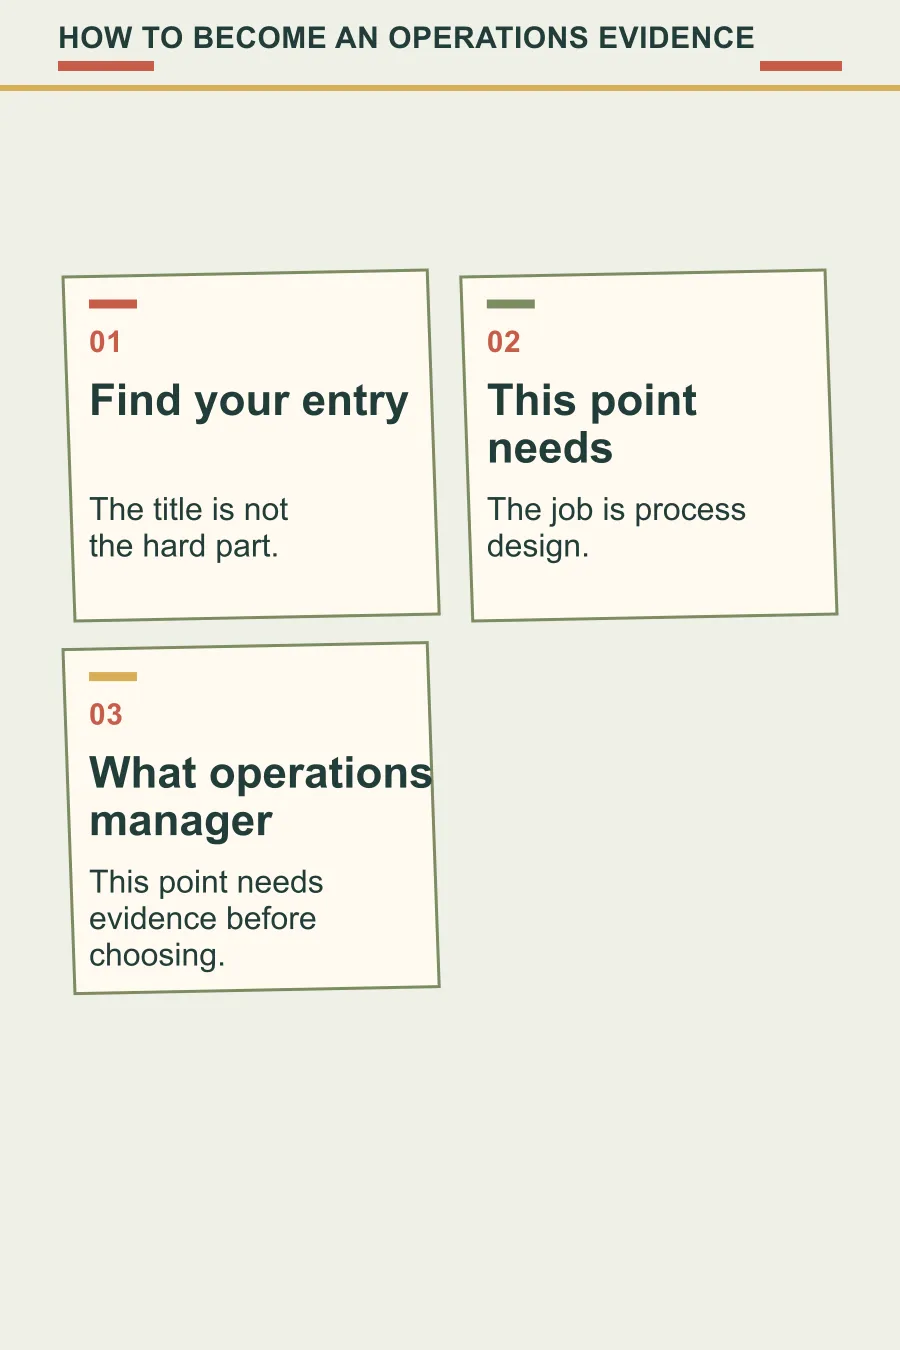 HOW TO BECOME AN OPERATIONS EVIDENCE
01
Find your entry
The title is not
the hard part.
02
This point
needs
The job is process
design.
03
What operations
manager
This point needs
evidence before
choosing.